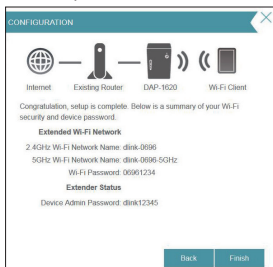 CONFIGURATION
Internet
Existing Router
DAP-1620
Wi-Fi Client
Congratulation, setup is complete. Below is a summary of your Wi-Fi
security and device password.
Extended Wi-Fi Network
2.4GHz Wi-Fi Network Name: dlink-0696
5GHz Wi-Fi Network Name: dlink-0696-5GHz
Wi-Fi Password: 06961234
Extender Status
Device Admin Password: dlink12345
Back
Finish